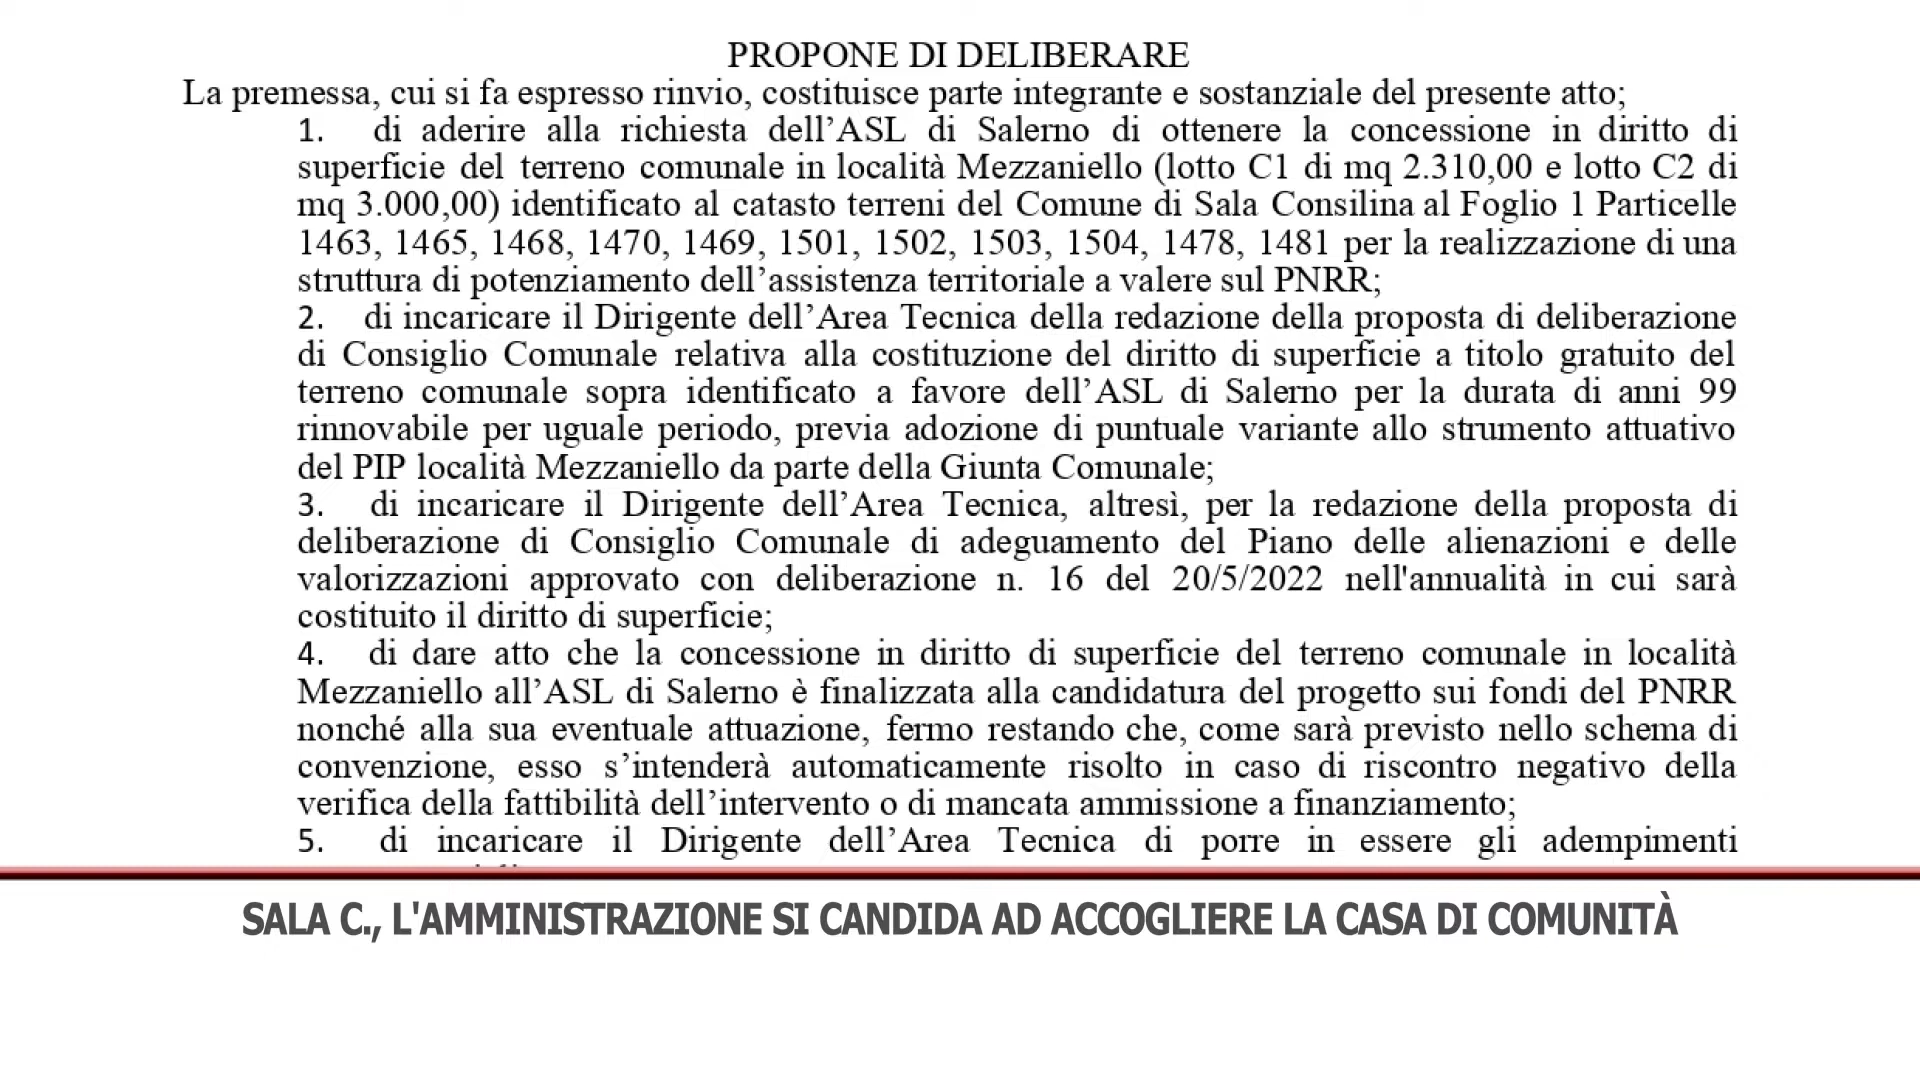 PROPONE DI DELIBERARE
La premessa, cui si fa espresso rinvio, costituisce parte integrante e sostanziale del presente atto;
1. di aderire alla richiesta dell’ASL di Salerno di ottenere la concessione in diritto di
superficie del terreno comunale in località Mezzaniello (lotto C1 di mq 2.310,00 e lotto C2 di
mq 3.000,00) identificato al catasto terreni del Comune di Sala Consilina al Foglio 1 Particelle
1463, 1465, 1468, 1470, 1469, 1501, 1502, 1503, 1504, 1478, 1481 per la realizzazione di una
struttura di potenziamento dell’assistenza territoriale a valere sul PNRR;
2. di incaricare il Dirigente dell’Area Tecnica della redazione della proposta di deliberazione
di Consiglio Comunale relativa alla costituzione del diritto di superficie a titolo gratuito del
terreno comunale sopra identificato a favore dell’ASL di Salerno per la durata di anni 99
rinnovabile per uguale periodo, previa adozione di puntuale variante allo strumento attuativo
del PIP località Mezzaniello da parte della Giunta Comunale;
3. di incaricare il Dirigente dell’Area Tecnica, altresì, per la redazione della proposta di
deliberazione di Consiglio Comunale di adeguamento del Piano delle alienazioni e delle
valorizzazioni approvato con deliberazione n. 16 del 20/5/2022 nell'annualità in cui sarà
costituito il diritto di superficie;
4. di dare atto che la concessione in diritto di superficie del terreno comunale in località
Mezzaniello all’ASL di Salerno è finalizzata alla candidatura del progetto sui fondi del PNRR
nonché alla sua eventuale attuazione, fermo restando che, come sarà previsto nello schema di
convenzione, esso s’intenderà automaticamente risolto in caso di riscontro negativo della
verifica della fattibilità dell’intervento o di mancata ammissione a finanziamento;
5. di incaricare il Dirigente dell’Area Tecnica di porre in essere gli adempimenti
SALA C., L'AMMINISTRAZIONE SI CANDIDA AD ACCOGLIERE LA CASA DI COMUNITÀ